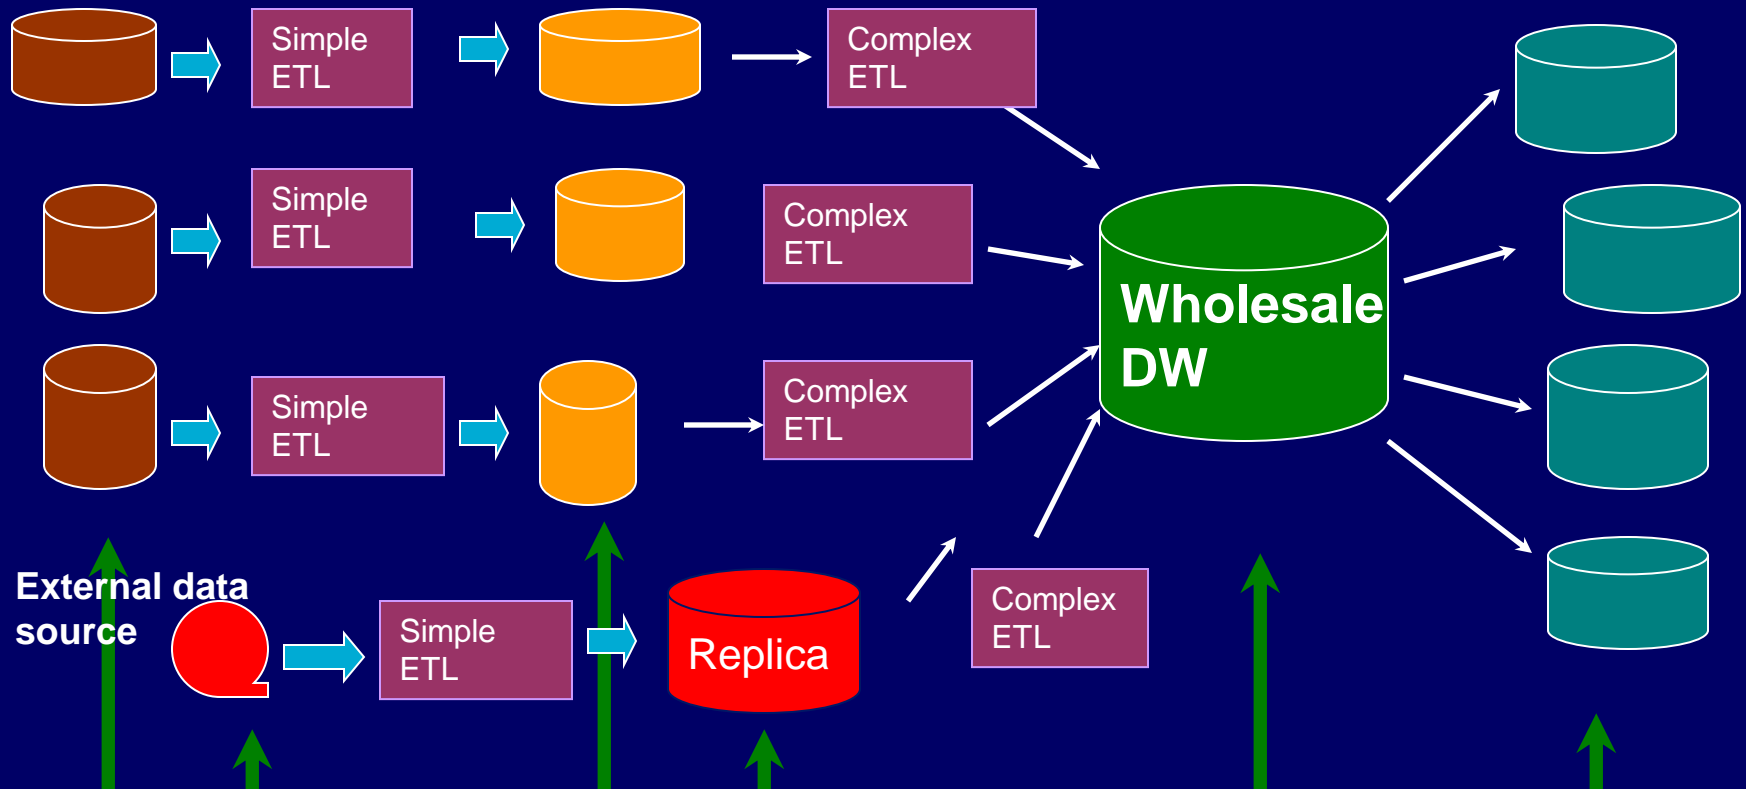 Simple
ETL
Complex
ETL
Simple
ETL
Complex
ETL
Wholesale
DW
Simple
ETL
Complex
ETL
External data
source
Simple
ETL
Replica
Complex
ETL